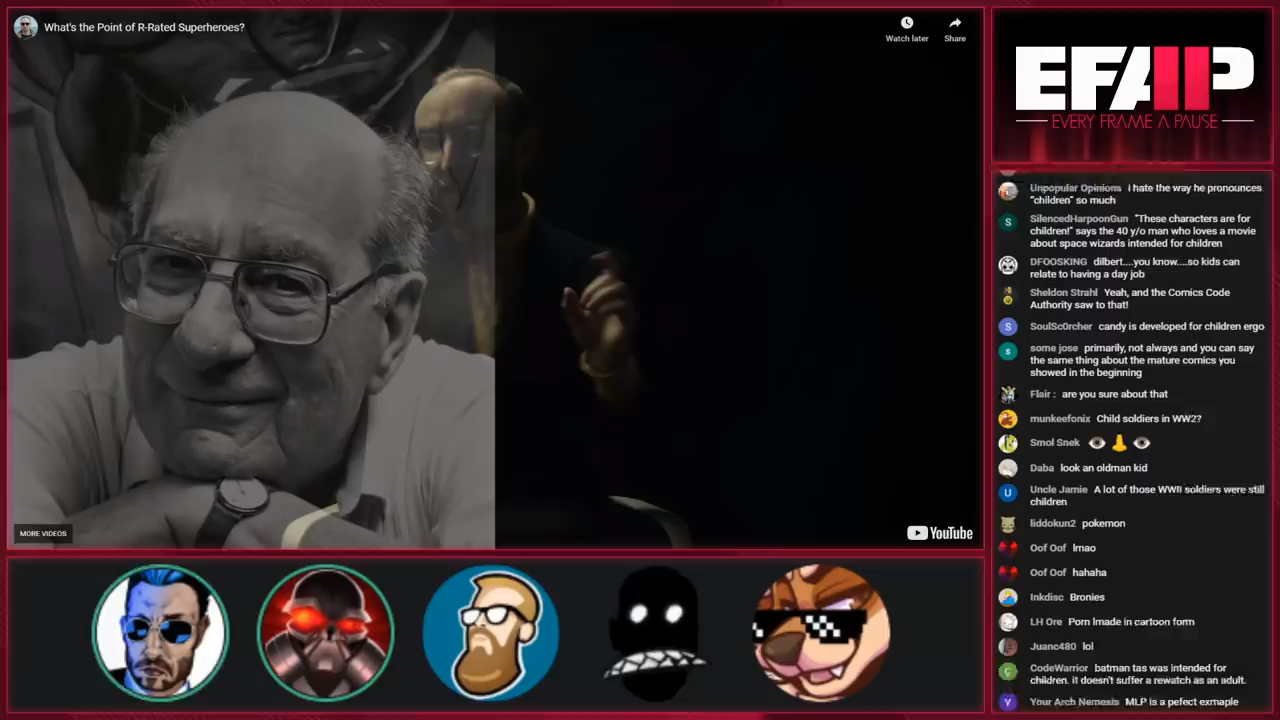 What's the Point of R-Rated Superheroes?
Watch later
Share
MORE VIDEOS
YouTube
EFAP
EVERY FRAME A PAUSE
Unpopular Opinions i hate the way he pronounces
"children" so much
SilencedHarpoonGun "These characters are for
children!" says the 40 y/o man who loves a movie
about space wizards intended for children
DFOOSKING dilbert....you know....so kids can
relate to having a day job
Sheldon Strahl Yeah, and the Comics Code
Authority saw to that!
SoulSc0rcher candy is developed for children ergo
some jose primarily, not always and you can say
the same thing about the mature comics you
showed in the beginning
Flair : are you sure about that
munkeefonix Child soldiers in WW2?
Smol Snek 👁️👃👁️
Daba look an oldman kid
Uncle Jamie A lot of those WWII soldiers were still
children
liddokun2 pokemon
Oof Oof lmao
Oof Oof hahaha
Inkdisc Bronies
LH Ore Porn lmade in cartoon form
Juanc480 lol
CodeWarrior batman tas was intended for
children. it doesn't suffer a rewatch as an adult.
Your Arch Nemesis MLP is a pefect exmaple